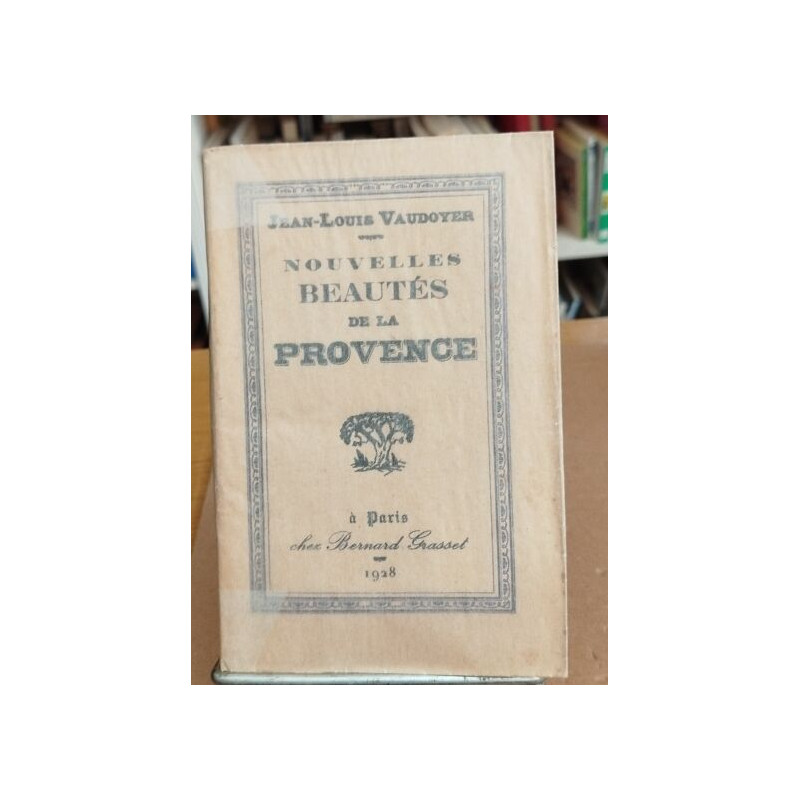 JEAN-LOUIS VAUDOYER
NOUVELLES
BEAUTÉS
DE LA
PROVENCE
à Paris
chez Bernard Grasset
1928